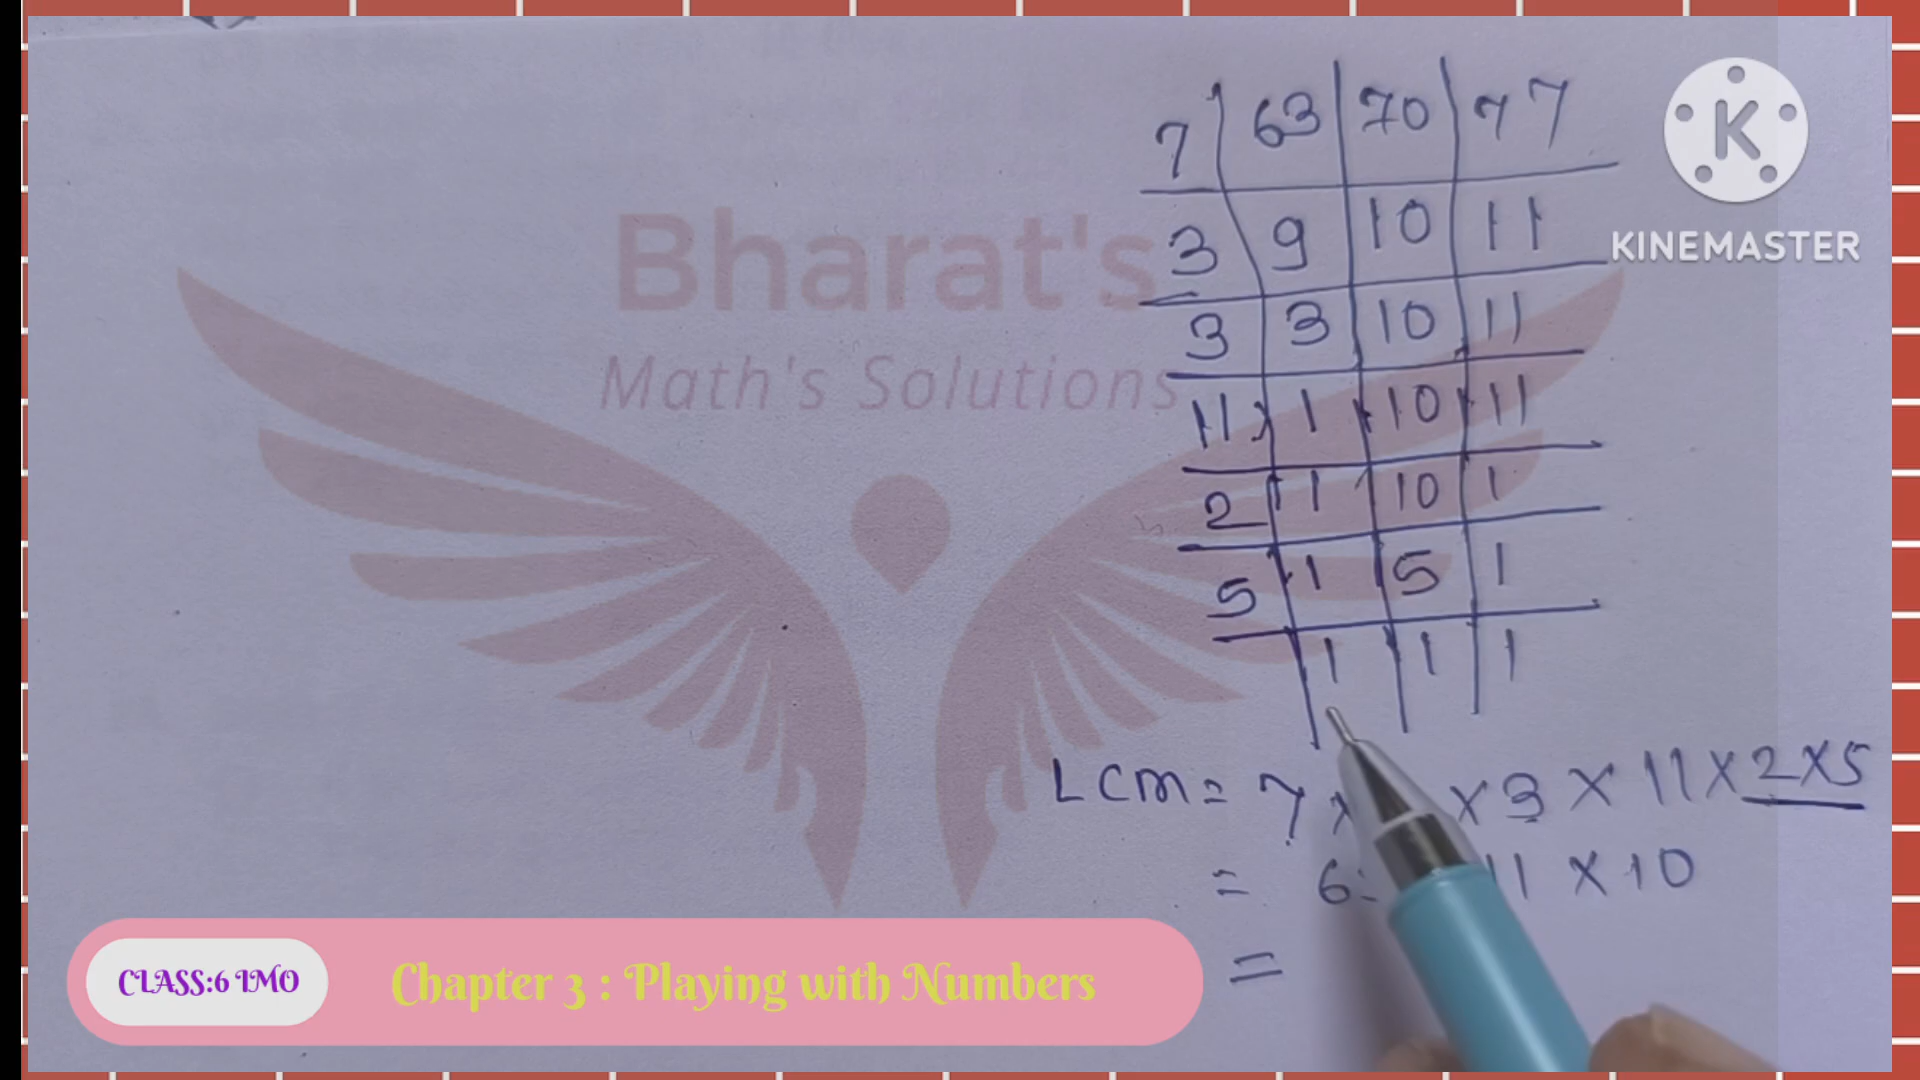 Bharat's
Math's Solutions
KINEMASTER
7 63 70 77
3 9 10 11
3 3 10 11
11 1 10 11
2 1 10 1
5 1 5 1
1 1 1
LCM = 7 × × 3 × 11 × 2 × 5
= 11 × 10
=
CLASS:6 IMO
Chapter 3 : Playing with Numbers